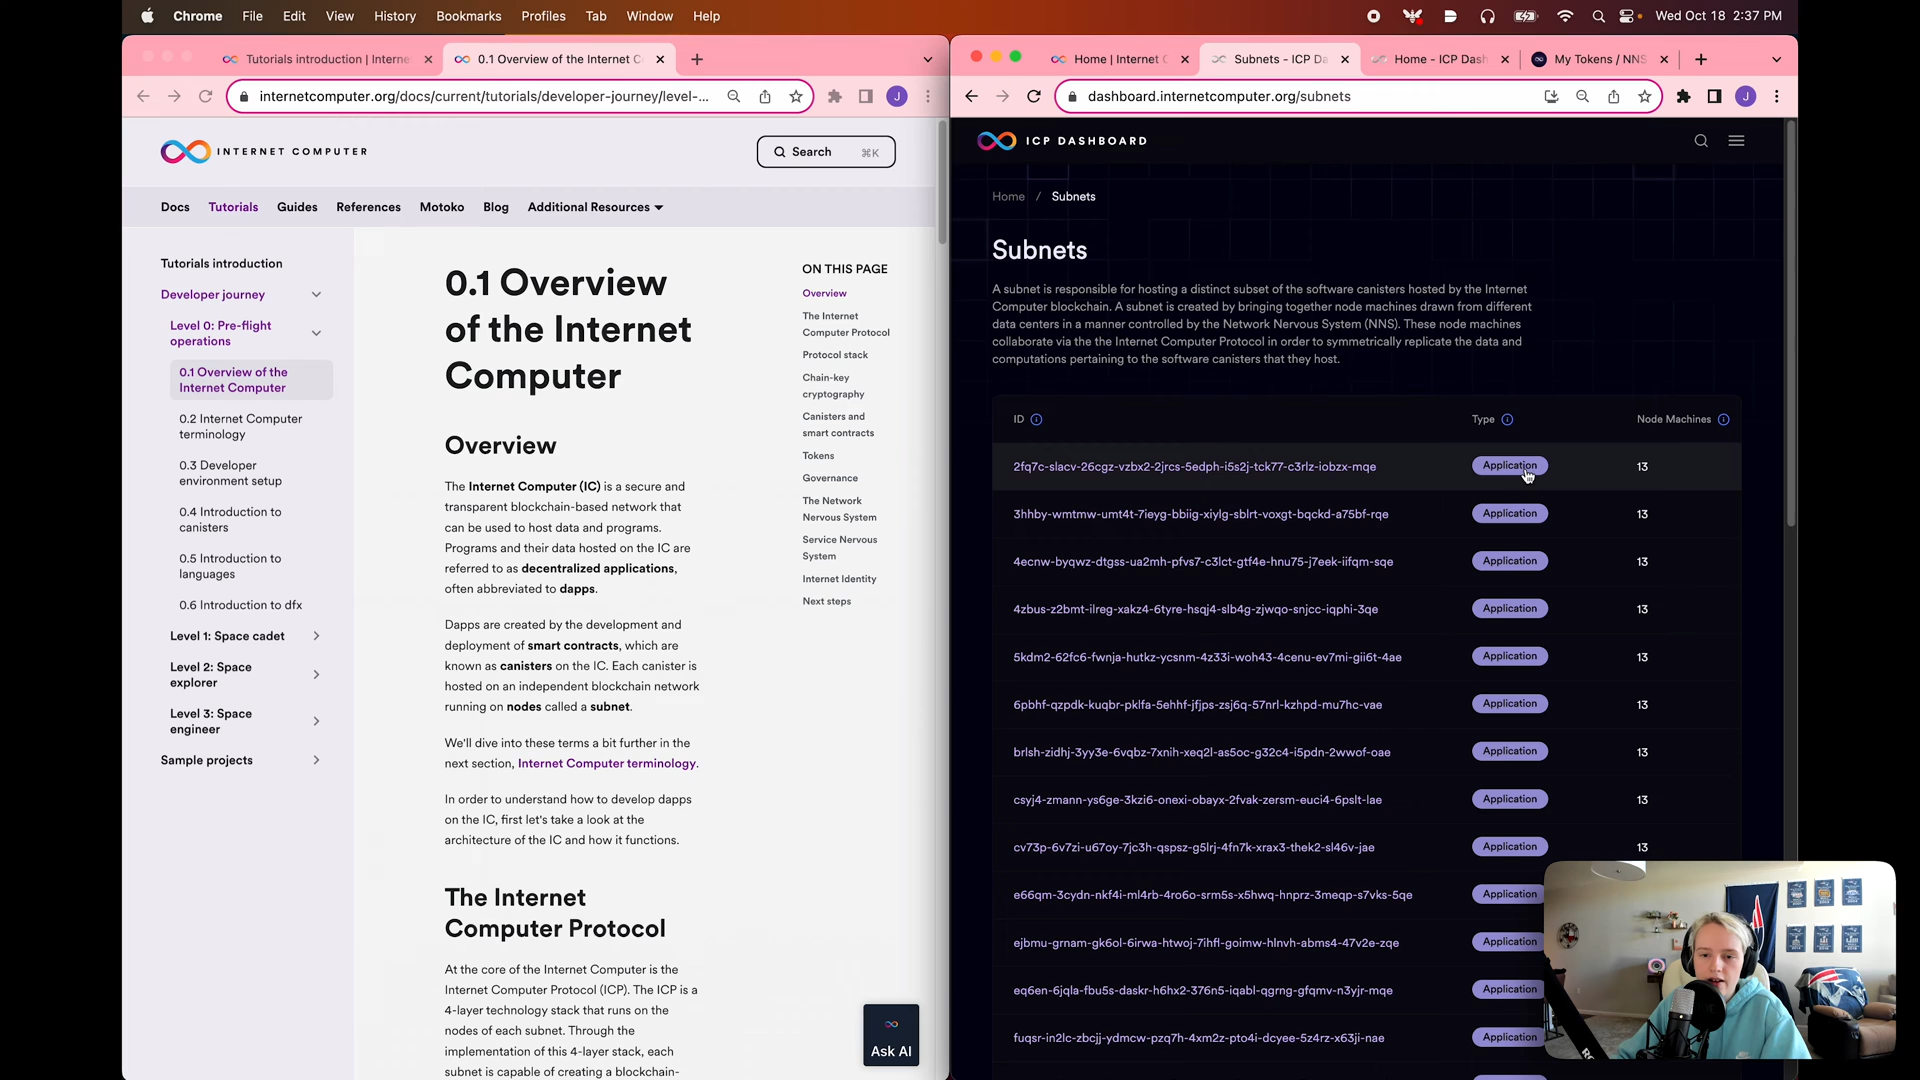 Chrome File Edit View History Bookmarks Profiles Tab Window Help
Wed Oct 18 2:37 PM
Tutorials introduction | Interne
0.1 Overview of the Internet C
internetcomputer.org/docs/current/tutorials/developer-journey/level-...
J
INTERNET COMPUTER
Search ⌘K
Docs Tutorials Guides References Motoko Blog Additional Resources
Tutorials introduction
Developer journey
Level 0: Pre-flight
operations
0.1 Overview of the
Internet Computer
0.2 Internet Computer
terminology
0.3 Developer
environment setup
0.4 Introduction to
canisters
0.5 Introduction to
languages
0.6 Introduction to dfx
Level 1: Space cadet
Level 2: Space
explorer
Level 3: Space
engineer
Sample projects
0.1 Overview
of the Internet
Computer
Overview
The Internet Computer (IC) is a secure and
transparent blockchain-based network that
can be used to host data and programs.
Programs and their data hosted on the IC are
referred to as decentralized applications,
often abbreviated to dapps.
Dapps are created by the development and
deployment of smart contracts, which are
known as canisters on the IC. Each canister is
hosted on an independent blockchain network
running on nodes called a subnet.
We'll dive into these terms a bit further in the
next section, Internet Computer terminology.
In order to understand how to develop dapps
on the IC, first let's take a look at the
architecture of the IC and how it functions.
The Internet
Computer Protocol
At the core of the Internet Computer is the
Internet Computer Protocol (ICP). The ICP is a
4-layer technology stack that runs on the
nodes of each subnet. Through the
implementation of this 4-layer stack, each
subnet is capable of creating a blockchain-
ON THIS PAGE
Overview
The Internet
Computer Protocol
Protocol stack
Chain-key
cryptography
Canisters and
smart contracts
Tokens
Governance
The Network
Nervous System
Service Nervous
System
Internet Identity
Next steps
Ask AI
Home | Internet C
Subnets - ICP Da
Home - ICP Dash
My Tokens / NNS
dashboard.internetcomputer.org/subnets
J
ICP DASHBOARD
Home / Subnets
Subnets
A subnet is responsible for hosting a distinct subset of the software canisters hosted by the Internet
Computer blockchain. A subnet is created by bringing together node machines drawn from different
data centers in a manner controlled by the Network Nervous System (NNS). These node machines
collaborate via the the Internet Computer Protocol in order to symmetrically replicate the data and
computations pertaining to the software canisters that they host.
ID Type Node Machines
2fq7c-slacv-26cgz-vzbx2-2jrcs-5edph-i5s2j-tck77-c3rlz-iobzx-mqe Application 13
3hhby-wmtmw-umt4t-7ieyg-bbiig-xiylg-sblrt-voxgt-bqckd-a75bf-rqe Application 13
4ecnw-byqwz-dtgss-ua2mh-pfvs7-c3lct-gtf4e-hnu75-j7eek-iifqm-sqe Application 13
4zbus-z2bmt-ilreg-xakz4-6tyre-hsqj4-slb4g-zjwqo-snjcc-iqphi-3qe Application 13
5kdm2-62fc6-fwnja-hutkz-ycsnm-4z33i-woh43-4cenu-ev7mi-gii6t-4ae Application 13
6pbhf-qzpdk-kuqbr-pklfa-5ehhf-jfjps-zsj6q-57nrl-kzhpd-mu7hc-vae Application 13
brlsh-zidhj-3yy3e-6vqbz-7xnih-xeq2l-as5oc-g32c4-i5pdn-2wwof-oae Application 13
csyj4-zmann-ys6ge-3kzi6-onexi-obayx-2fvak-zersm-euci4-6pslt-lae Application 13
cv73p-6v7zi-u67oy-7jc3h-qspsz-g5lrj-4fn7k-xrax3-thek2-sl46v-jae Application 13
e66qm-3cydn-nkf4i-ml4rb-4ro6o-srm5s-x5hwq-hnprz-3meqp-s7vks-5qe Application
ejbmu-grnam-gk6ol-6irwa-htwoj-7ihfl-goimw-hlnvh-abms4-47v2e-zqe Application
eq6en-6jqla-fbu5s-daskr-h6hx2-376n5-iqabl-qgrng-gfqmv-n3yjr-mqe Application
fuqsr-in2lc-zbcjj-ydmcw-pzq7h-4xm2z-pto4i-dcyee-5z4rz-x63ji-nae Application